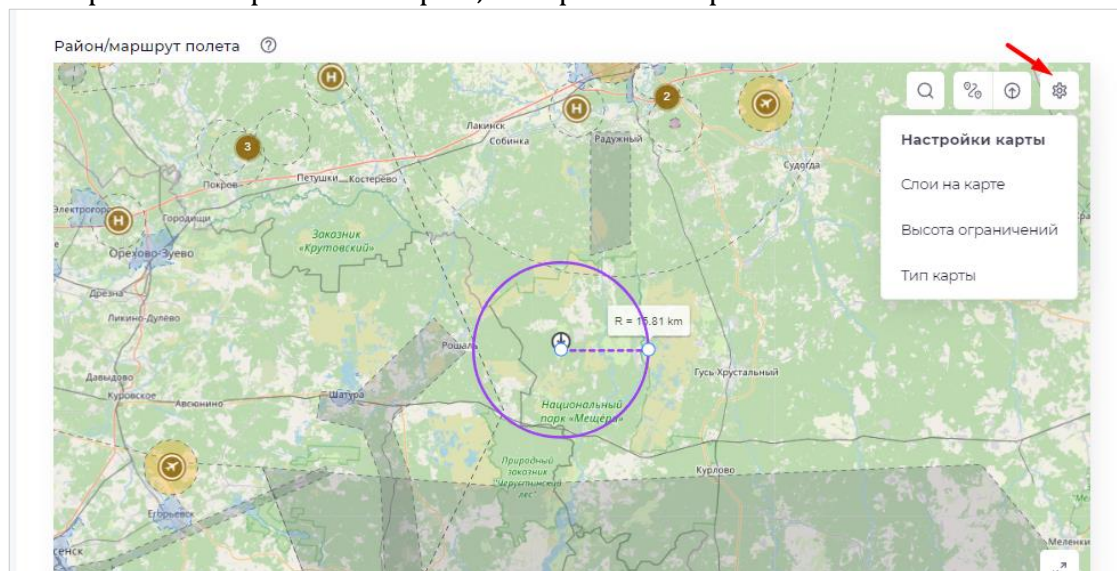 Район/маршрут полета
Настройки карты
Слои на карте
Высота ограничений
Тип карты
R = 15.81 km
Лакинск
Собинка
Радужный
Судогда
Петушки
Костерёво
Покров
Городищи
Орехово-Зуево
Заказник
«Крутовский»
Дрезна
Ликино-Дулёво
Рошаль
Давыдово
Куровское
Авсюнино
Шатура
Гусь-Хрустальный
Национальный
парк «Мещёра»
Природный
заказник
Курлово
Егорьевск
Меленки
H
H
H
2
3